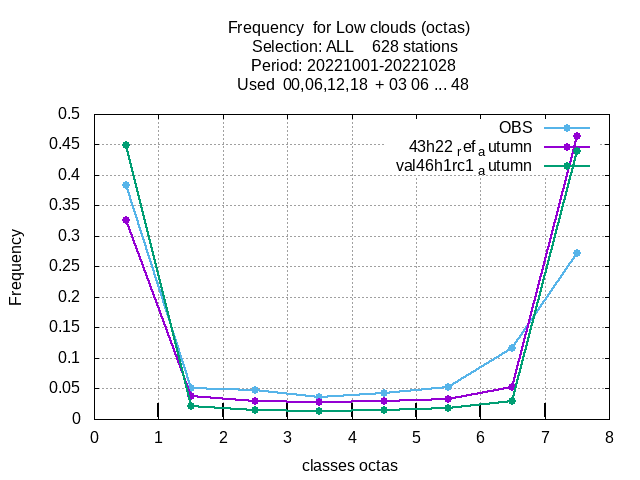 Frequency  for Low clouds (octas)
Selection: ALL    628 stations
Period: 20221001-20221028
Used  00,06,12,18  + 03 06 ... 48
OBS
43h22 ref autumn
val46h1rc1 autumn
0.5
0.45
0.4
0.35
0.3
0.25
0.2
0.15
0.1
0.05
0
Frequency
0 1 2 3 4 5 6 7 8
classes octas